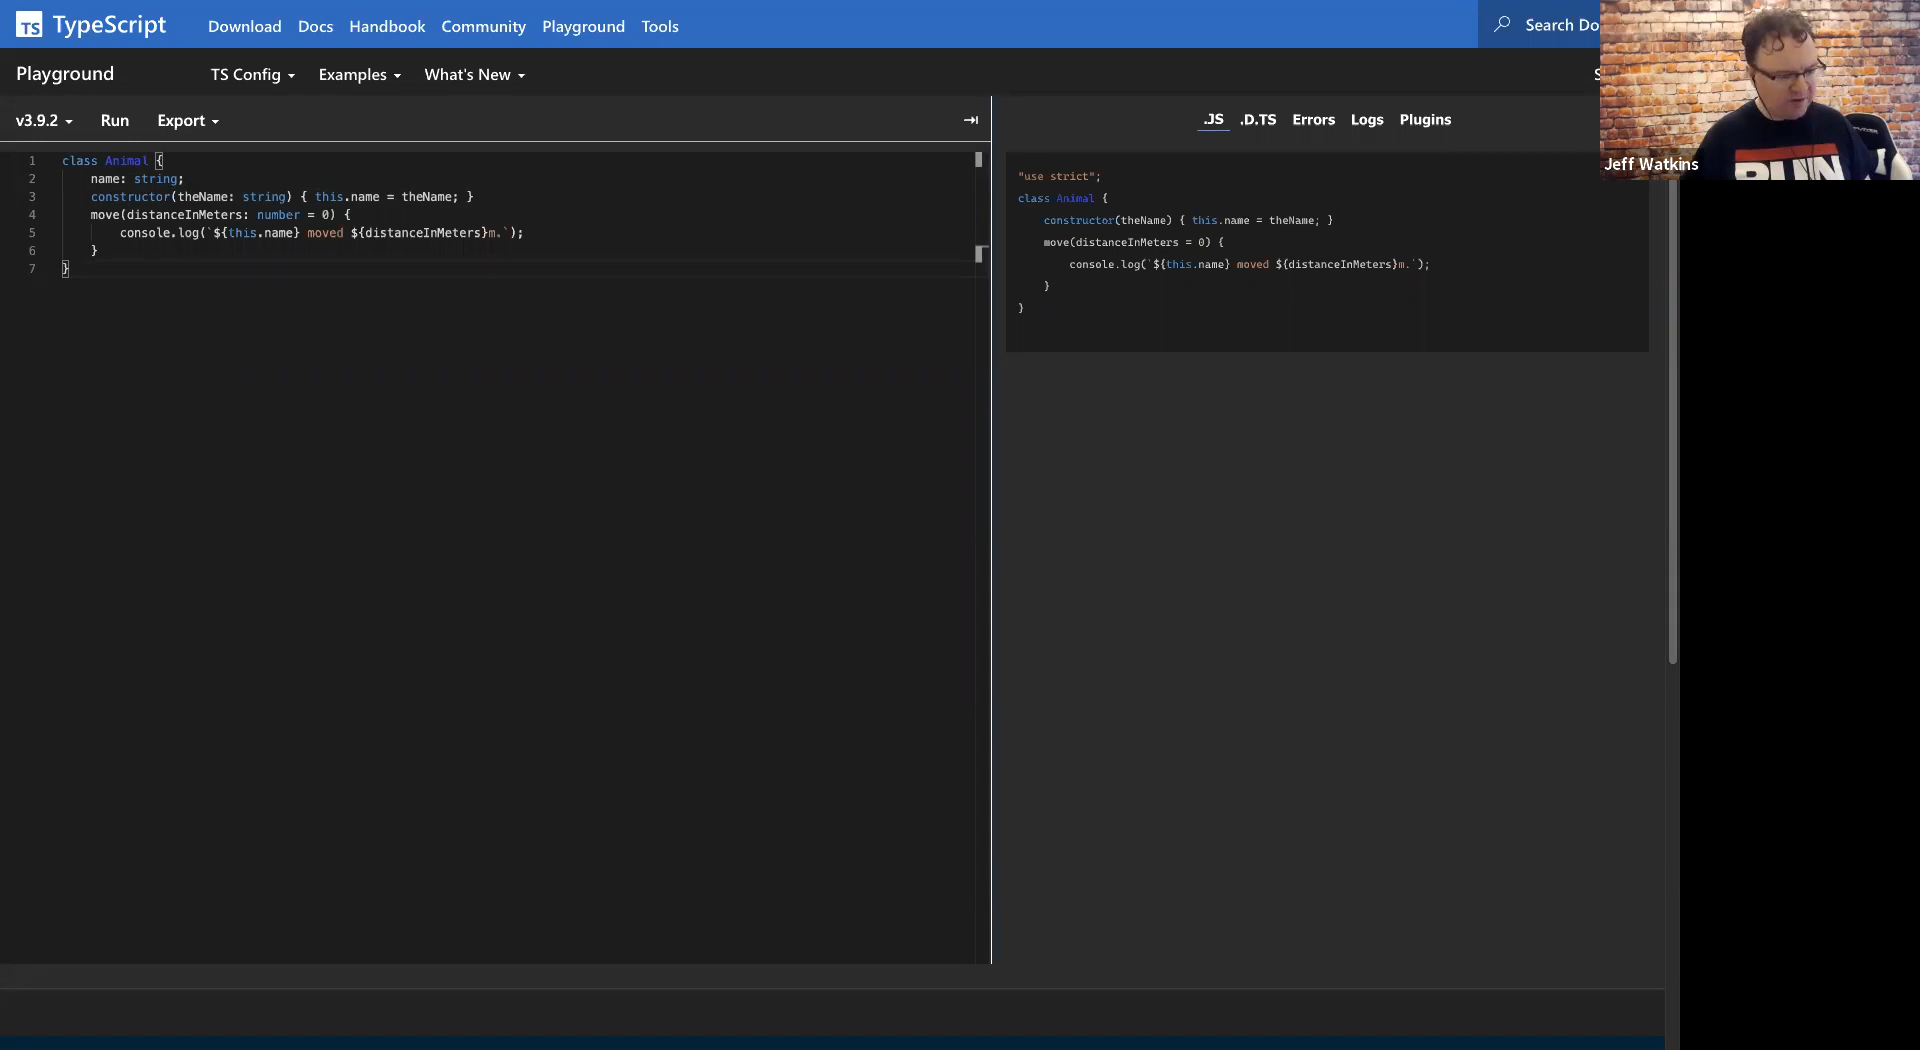 TS TypeScript
Download Docs Handbook Community Playground Tools
Search Do
Playground
TS Config Examples What's New
v3.9.2 Run Export
1 class Animal {
2 name: string;
3 constructor(theName: string) { this.name = theName; }
4 move(distanceInMeters: number = 0) {
5 console.log(`${this.name} moved ${distanceInMeters}m.`);
6 }
7 }
.JS .D.TS Errors Logs Plugins
"use strict";
class Animal {
constructor(theName) { this.name = theName; }
move(distanceInMeters = 0) {
console.log(`${this.name} moved ${distanceInMeters}m.`);
}
}
Jeff Watkins